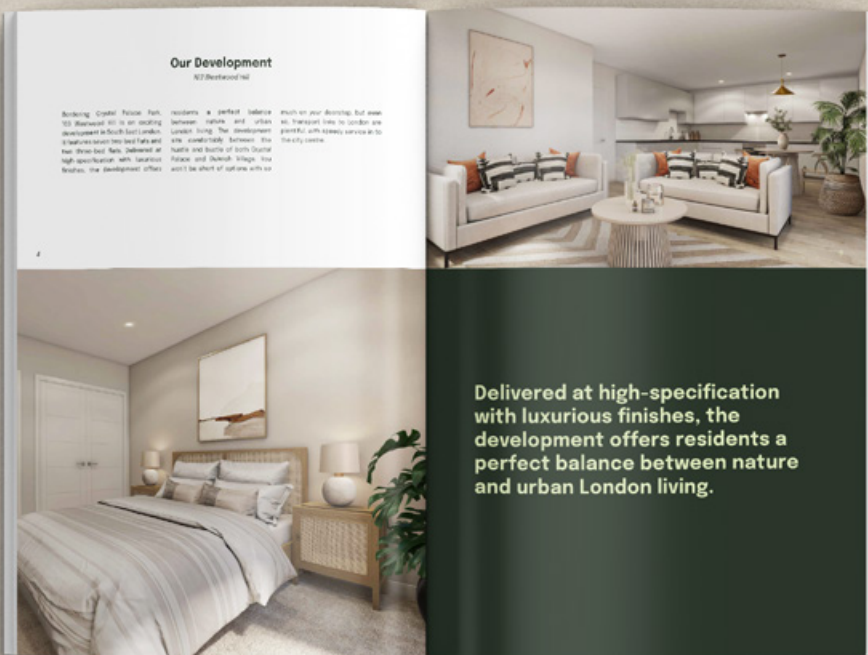 Our Development
Westwood Hill
Bordering Crystal Palace Park,
Westwood Hill is an exciting
development in South East London.
It features seven two-bed flats and
two three-bed flats. Delivered at
high-specification with luxurious
finishes, the development offers
residents a perfect balance
between nature and urban
London living. The development
sits comfortably between the
hustle and bustle of both Crystal
Palace and Dulwich Village. You
won't be short of options with so
much on your doorstep, but even
so, transport links to London are
plentiful, with speedy service in to
the city centre.
Delivered at high-specification
with luxurious finishes, the
development offers residents a
perfect balance between nature
and urban London living.